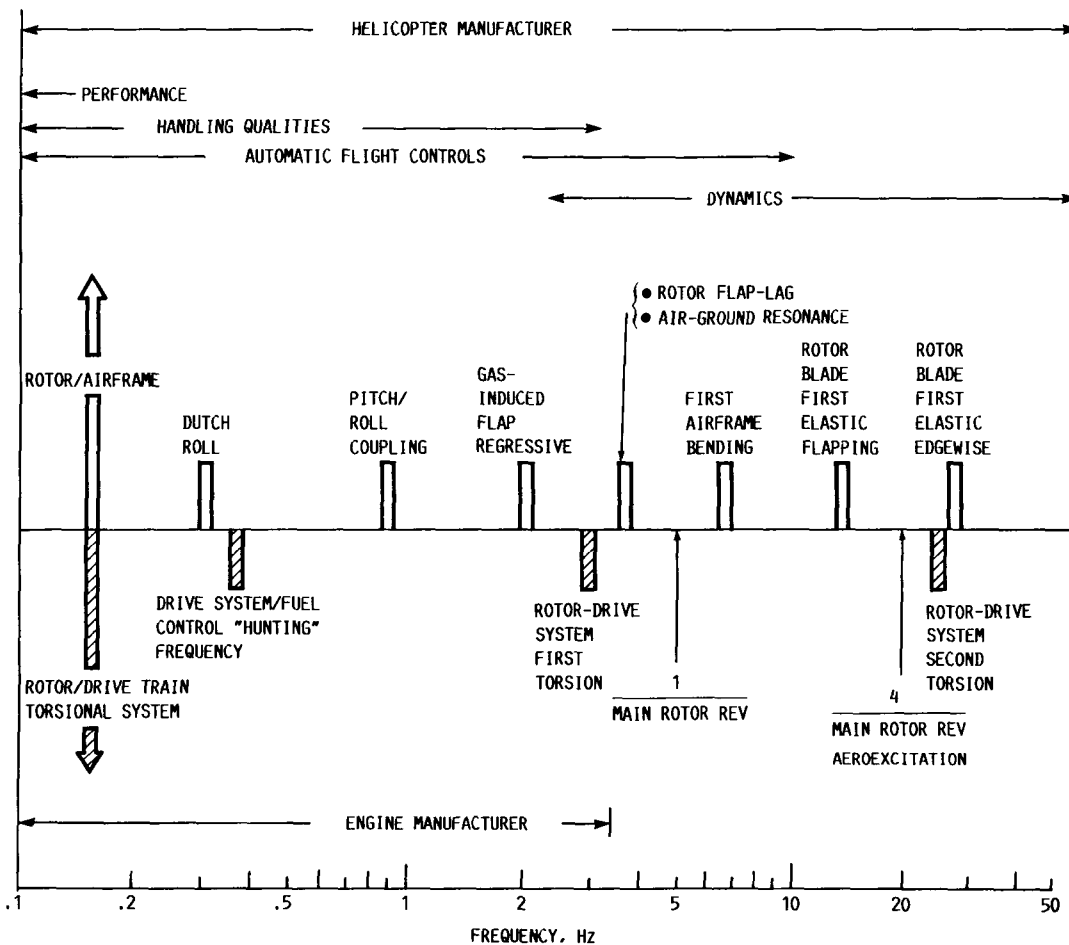 HELICOPTER MANUFACTURER
PERFORMANCE
HANDLING QUALITIES
AUTOMATIC FLIGHT CONTROLS
DYNAMICS
● ROTOR FLAP-LAG
● AIR-GROUND RESONANCE
ROTOR/AIRFRAME
DUTCH
ROLL
PITCH/
ROLL
COUPLING
GAS-
INDUCED
FLAP
REGRESSIVE
FIRST
AIRFRAME
BENDING
ROTOR
BLADE
FIRST
ELASTIC
FLAPPING
ROTOR
BLADE
FIRST
ELASTIC
EDGEWISE
DRIVE SYSTEM/FUEL
CONTROL "HUNTING"
FREQUENCY
ROTOR/DRIVE TRAIN
TORSIONAL SYSTEM
ROTOR-DRIVE
SYSTEM
FIRST
TORSION
1
MAIN ROTOR REV
4
MAIN ROTOR REV
AEROEXCITATION
ROTOR-DRIVE
SYSTEM
SECOND
TORSION
ENGINE MANUFACTURER
.1 .2 .5 1 2 5 10 20 50
FREQUENCY, Hz